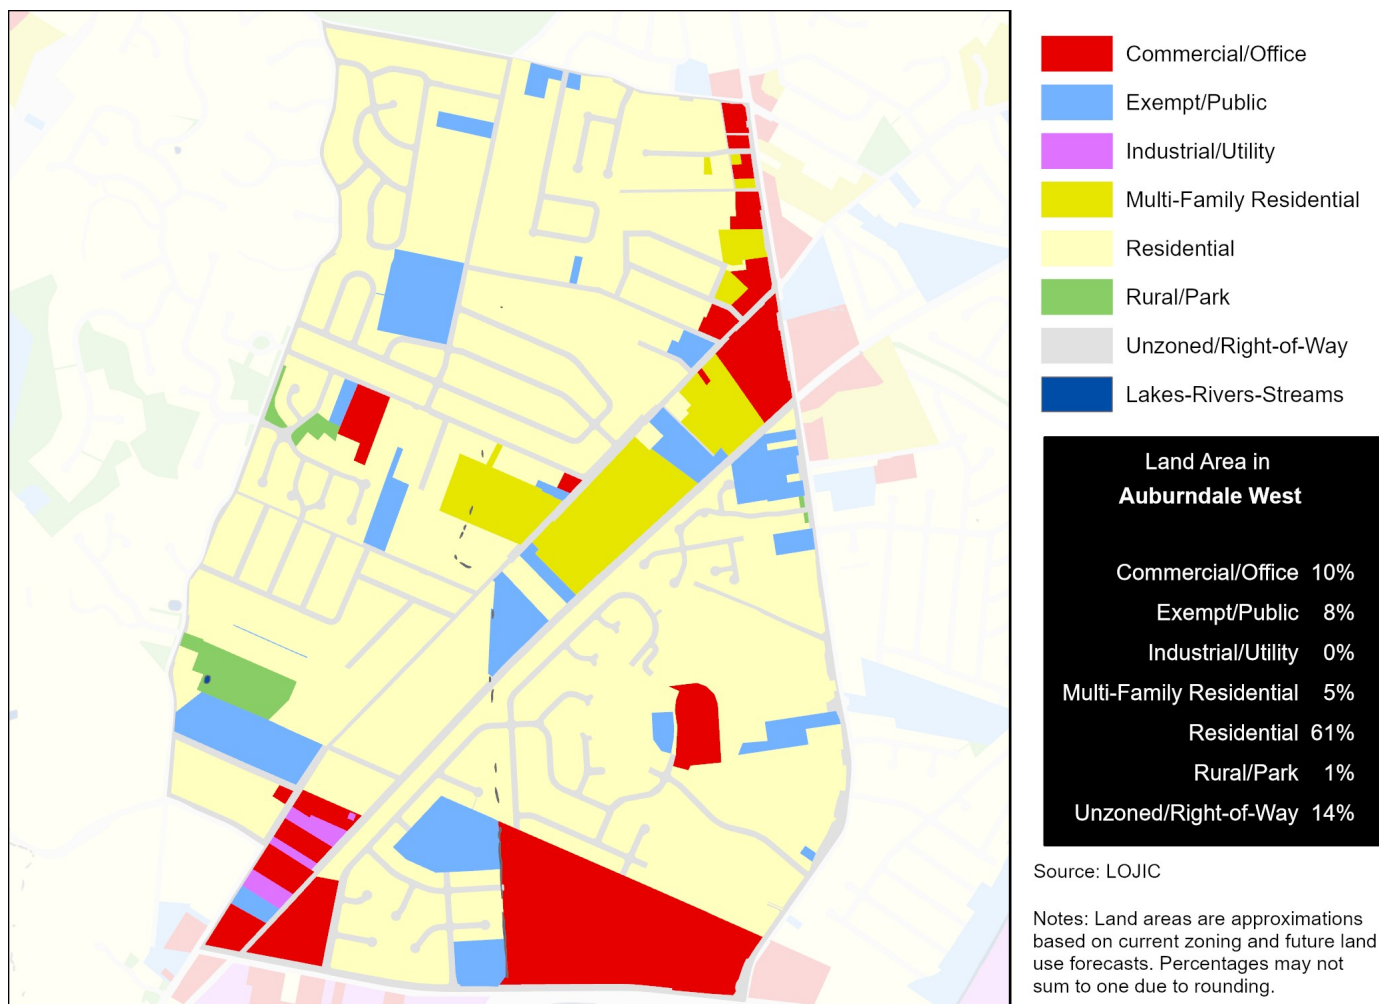 Commercial/Office
Exempt/Public
Industrial/Utility
Multi-Family Residential
Residential
Rural/Park
Unzoned/Right-of-Way
Lakes-Rivers-Streams
Land Area in
Auburndale West
Commercial/Office 10%
Exempt/Public 8%
Industrial/Utility 0%
Multi-Family Residential 5%
Residential 61%
Rural/Park 1%
Unzoned/Right-of-Way 14%
Source: LOJIC
Notes: Land areas are approximations
based on current zoning and future land
use forecasts. Percentages may not
sum to one due to rounding.